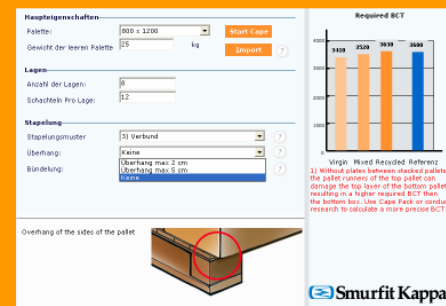 Haupteigenschaften
Palette: 800 x 1200 Start Cape
Gewicht der leeren Palette 25 kg Import ?
Lagen
Anzahl der Lagen: 8
Schachteln Pro Lage: 12
Stapelung
Stapelungsmuster 3) Verbund ?
Überhang: Keine ?
Überhang max 2 cm
Überhang max 5 cm
Keine
Bündelung: ?
Overhang of the sides of the pallet
Required BCT
4000
3410 3520 3630 3600
3000
2000
1000
Virgin Mixed Recycled Referenz
1) Without plates between stacked pallets
the pallet runners of the top pallet can
damage the top layer of the bottom pallet
resulting in a higher required BCT then
the bottom box. Use Cape Pack or conduc
research to calculate a more precise BCT
Smurfit Kappa